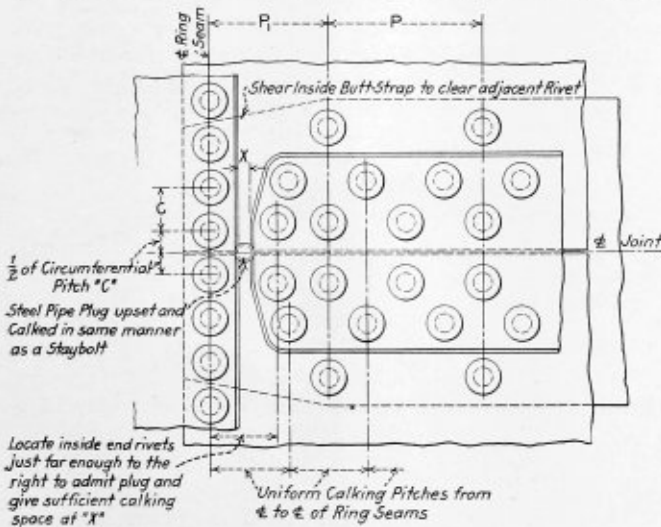 P₁
P
℄ Ring
Seam
Shear Inside Butt-Strap to clear adjacent Rivet
X
C
℄ Joint
½ of Circumferential
Pitch "C"
Steel Pipe Plug upset and
Calked in same manner
as a Staybolt
Locate inside end rivets
just far enough to the
right to admit plug and
give sufficient calking
space at "X"
Uniform Calking Pitches from
℄ to ℄ of Ring Seams